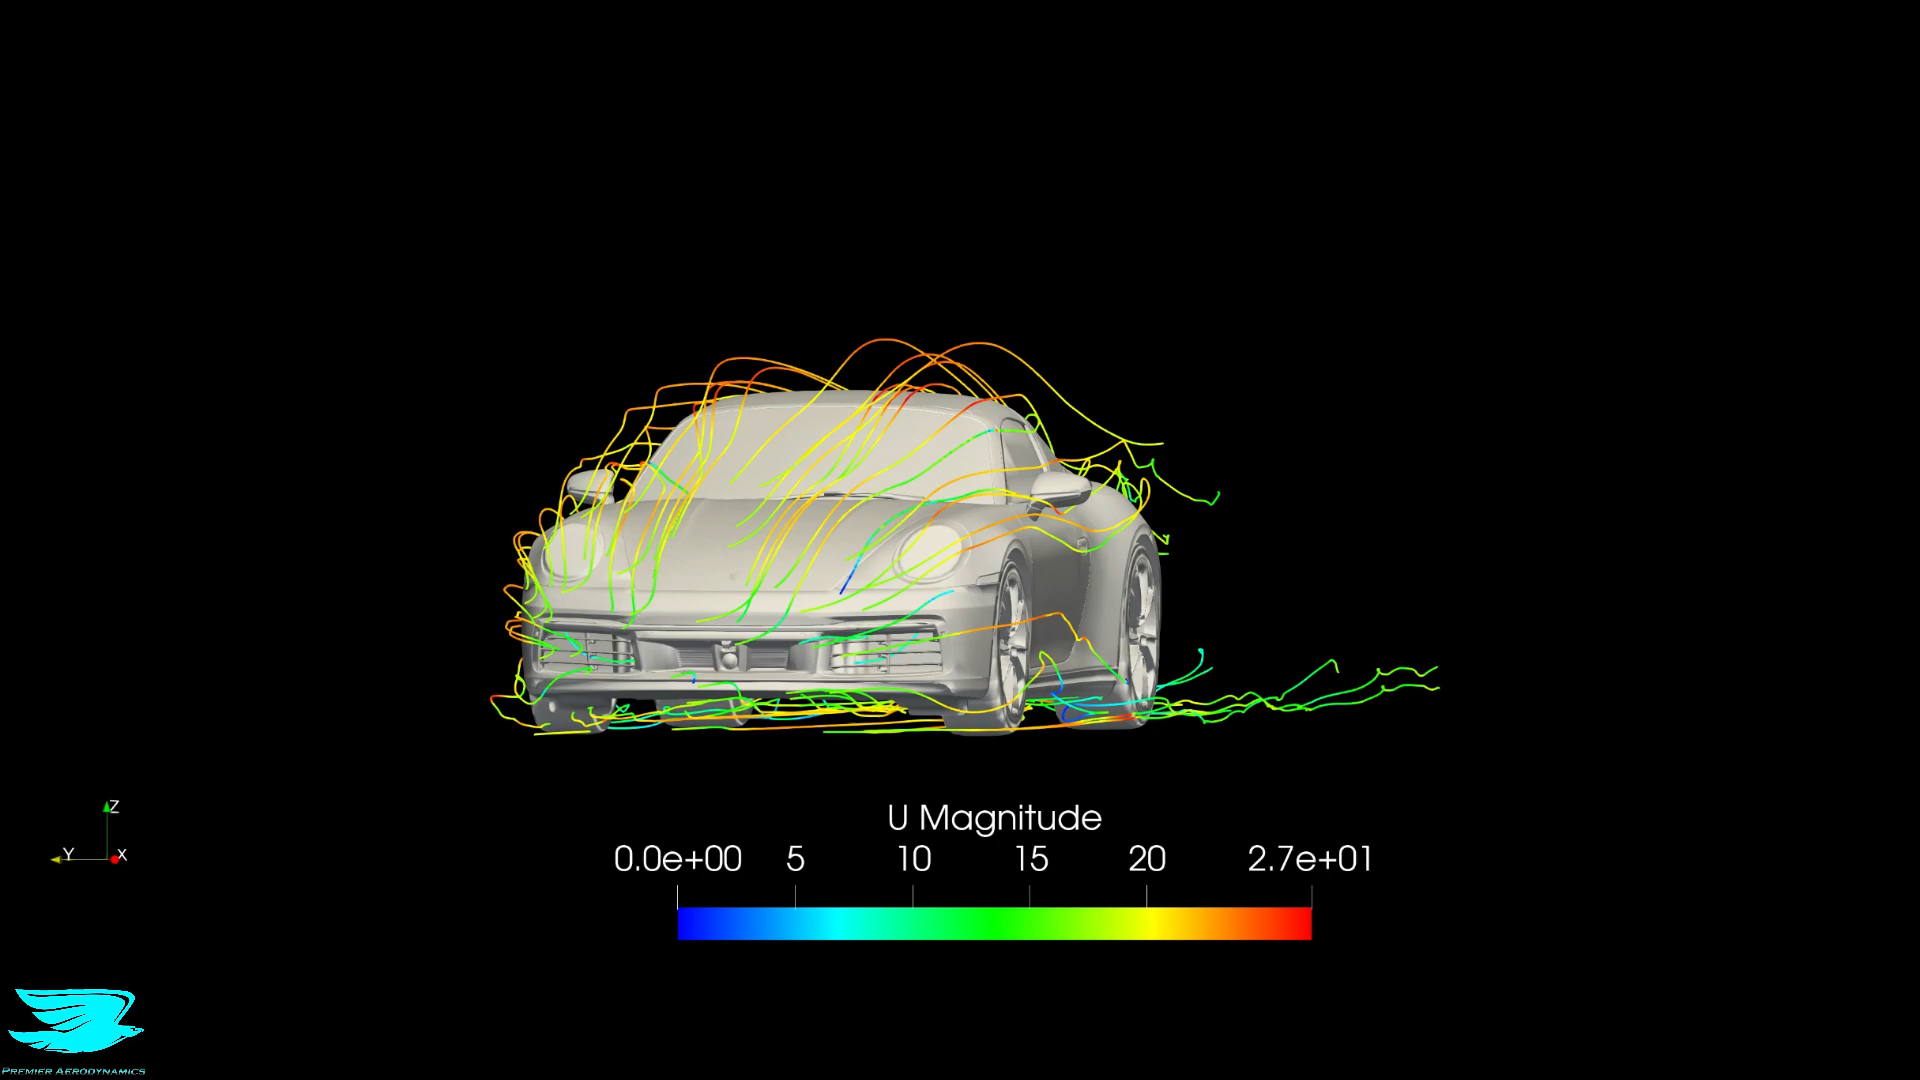 U Magnitude
0.0e+00 5 10 15 20 2.7e+01
Z
Y X
PREMIER AERODYNAMICS